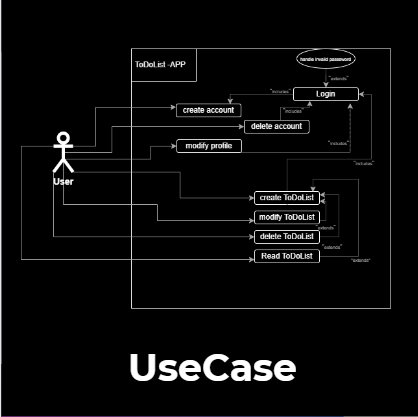 handle invalid password
ToDoList -APP
"extends"
Login
"includes"
create account
"includes"
delete account
modify profile
"includes"
"includes"
User
create ToDoList
modify ToDoList
"extends"
delete ToDoList
"extends"
Read ToDoList
"extends"
UseCase